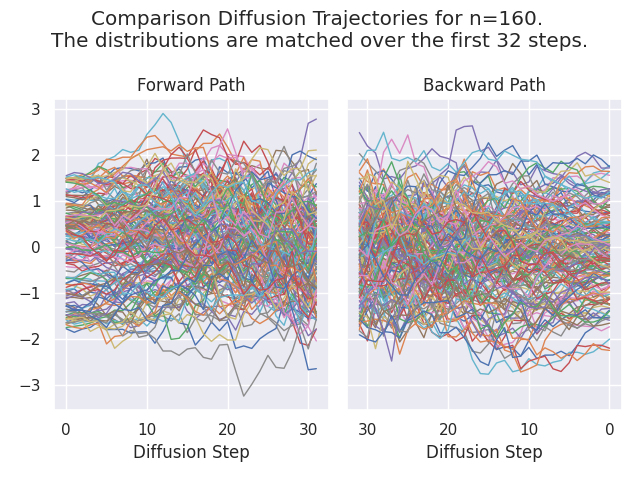 Comparison Diffusion Trajectories for n=160.
The distributions are matched over the first 32 steps.
Forward Path
Backward Path
3
2
1
0
−1
−2
−3
0 10 20 30
30 20 10 0
Diffusion Step
Diffusion Step